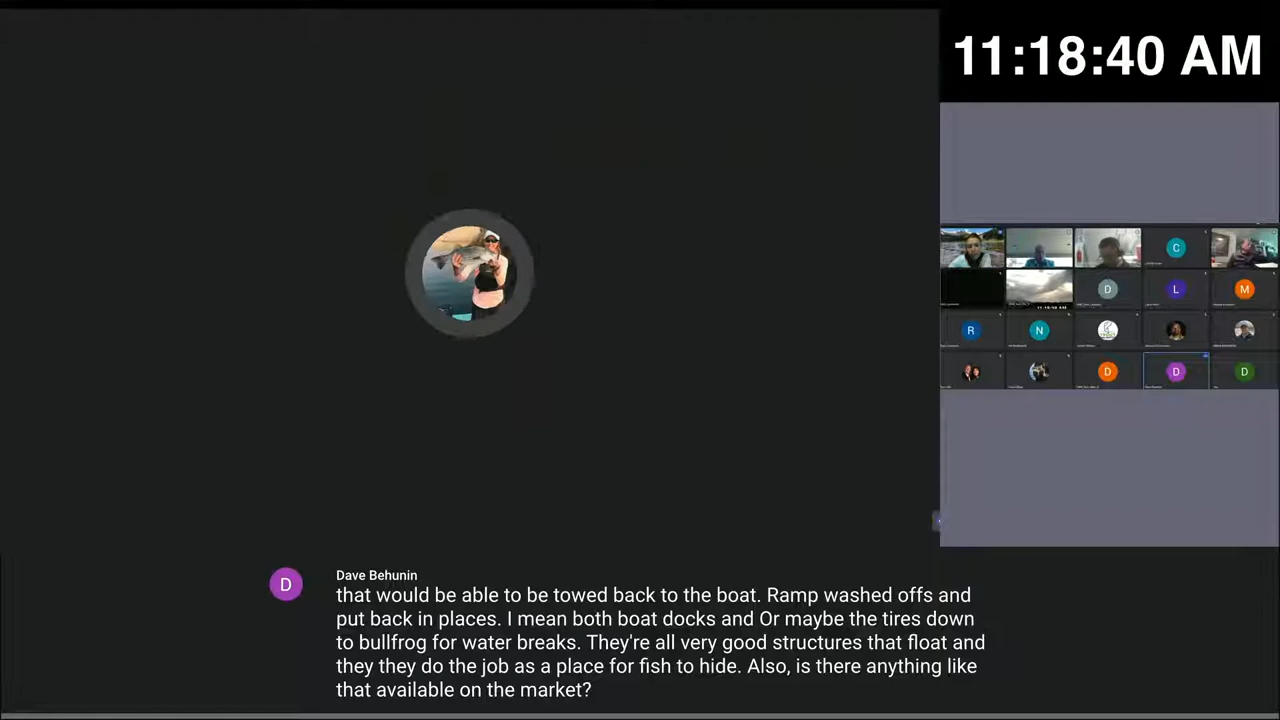 11:18:40 AM
C
D
L
M
R
N
D
D
D
D
Dave Behunin
that would be able to be towed back to the boat. Ramp washed offs and
put back in places. I mean both boat docks and Or maybe the tires down
to bullfrog for water breaks. They're all very good structures that float and
they they do the job as a place for fish to hide. Also, is there anything like
that available on the market?